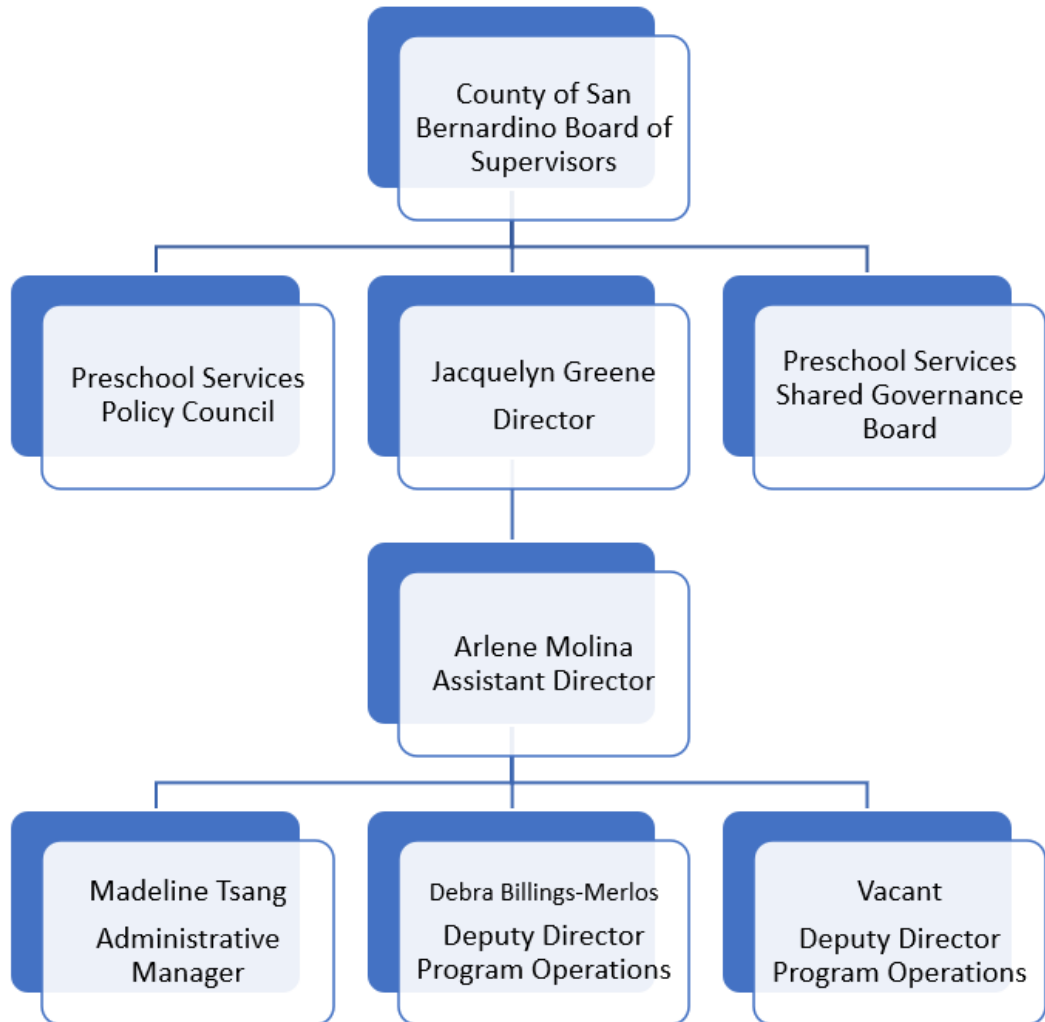 County of San
Bernardino Board of
Supervisors
Preschool Services
Policy Council
Jacquelyn Greene
Director
Preschool Services
Shared Governance
Board
Arlene Molina
Assistant Director
Madeline Tsang
Administrative
Manager
Debra Billings-Merlos
Deputy Director
Program Operations
Vacant
Deputy Director
Program Operations